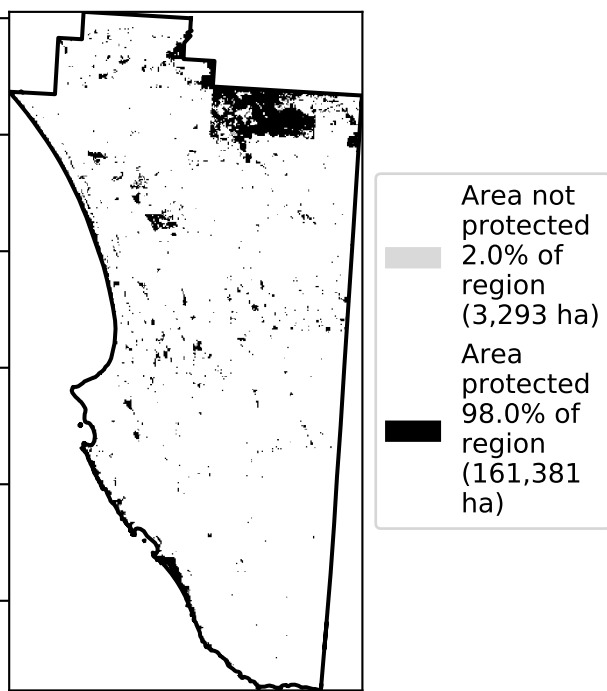 Area not
protected
2.0% of
region
(3,293 ha)
Area
protected
98.0% of
region
(161,381
ha)